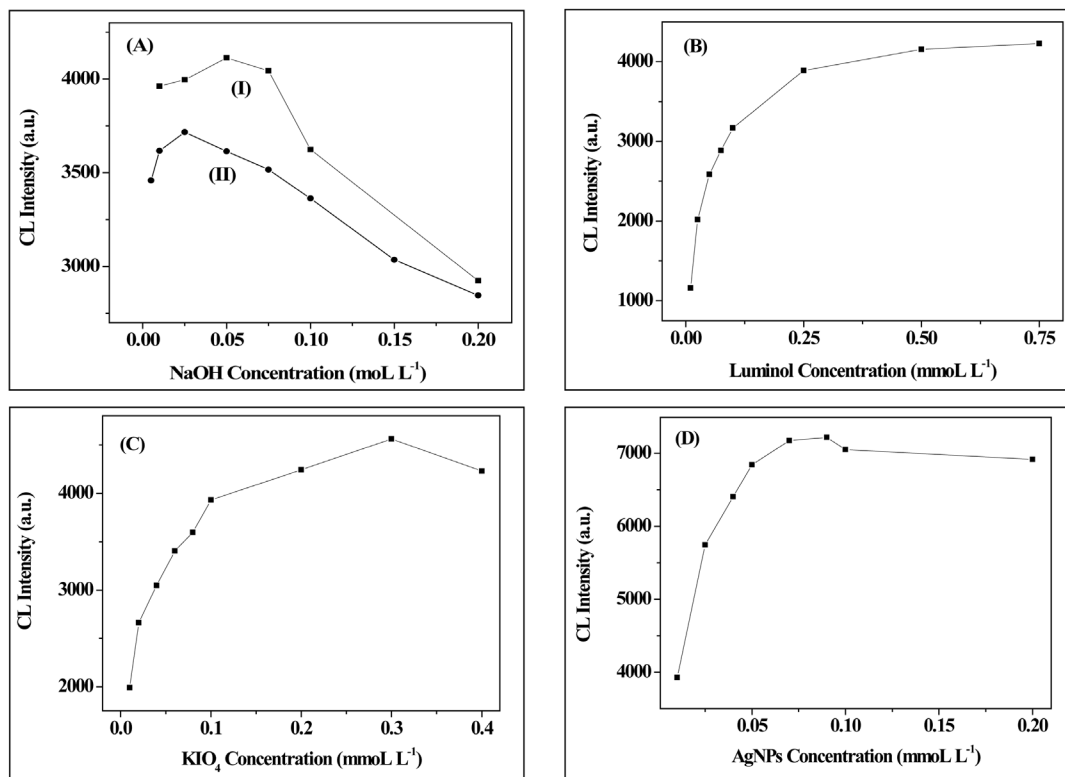 (A)
(I)
(II)
4000
3500
3000
CL Intensity (a.u.)
0.00 0.05 0.10 0.15 0.20
NaOH Concentration (moL L⁻¹)
(B)
4000
3000
2000
1000
CL Intensity (a.u.)
0.00 0.25 0.50 0.75
Luminol Concentration (mmoL L⁻¹)
(C)
4000
3000
2000
CL Intensity (a.u.)
0.0 0.1 0.2 0.3 0.4
KIO₄ Concentration (mmoL L⁻¹)
(D)
7000
6000
5000
4000
CL Intensity (a.u.)
0.05 0.10 0.15 0.20
AgNPs Concentration (mmoL L⁻¹)